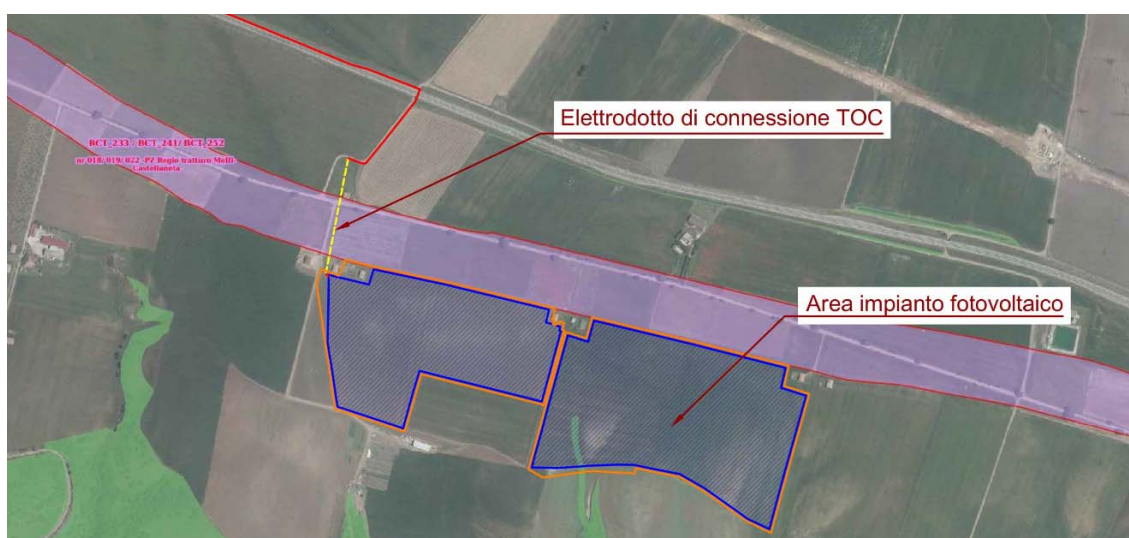 Elettrodotto di connessione TOC
BCT_233 / BCT_241/ BCT_252
nr 018/ 019/ 022 -PZ Regio tratturo Melfi-
Castellaneta
Area impianto fotovoltaico